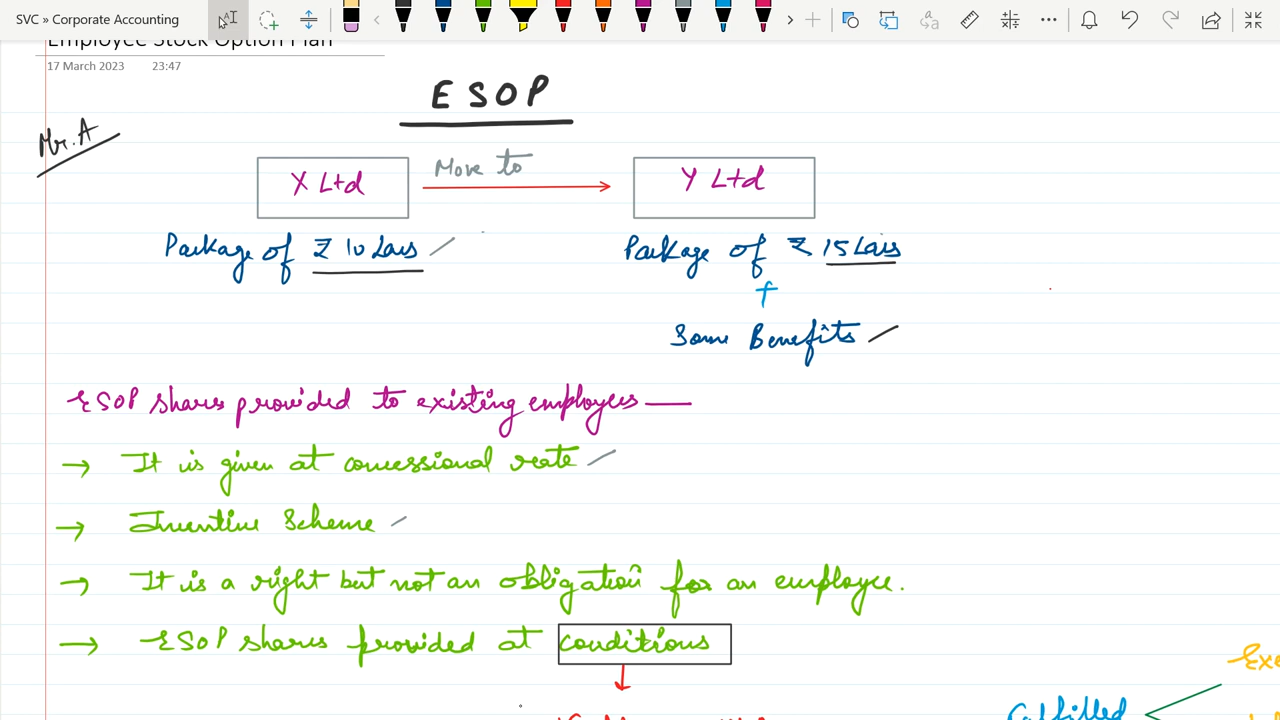 SVC » Corporate Accounting
Employee Stock Option Plan
17 March 2023 23:47
ESOP
Mr. A
X Ltd Move to Y Ltd
Package of ₹ 10 Lacs Package of ₹ 15 Lacs
+
Some Benefits
ESOP shares provided to existing employees —
→ It is given at concessional rate
→ Incentive Scheme
→ It is a right but not an obligation for an employee.
→ ESOP shares provided at conditions